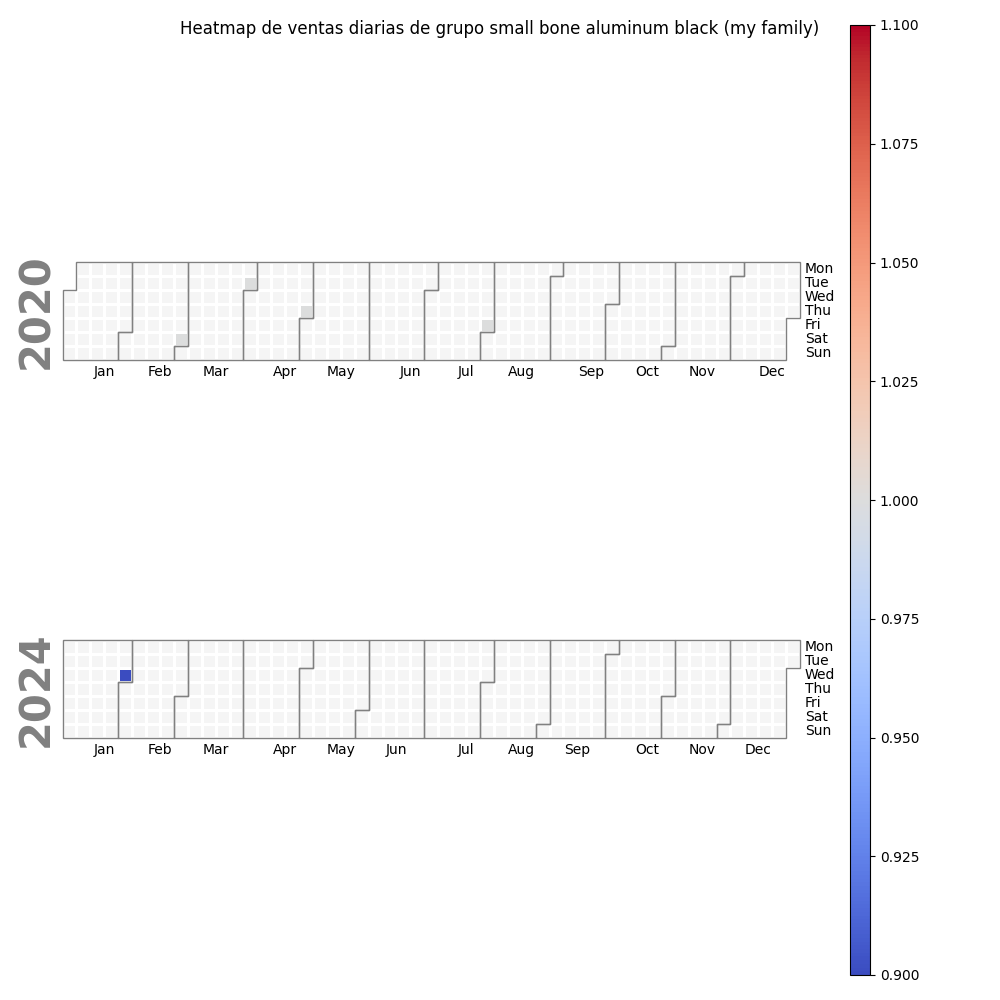 Heatmap de ventas diarias de grupo small bone aluminum black (my family)
2020
Mon
Tue
Wed
Thu
Fri
Sat
Sun
Jan Feb Mar Apr May Jun Jul Aug Sep Oct Nov Dec
2024
Mon
Tue
Wed
Thu
Fri
Sat
Sun
Jan Feb Mar Apr May Jun Jul Aug Sep Oct Nov Dec
1.100
1.075
1.050
1.025
1.000
0.975
0.950
0.925
0.900